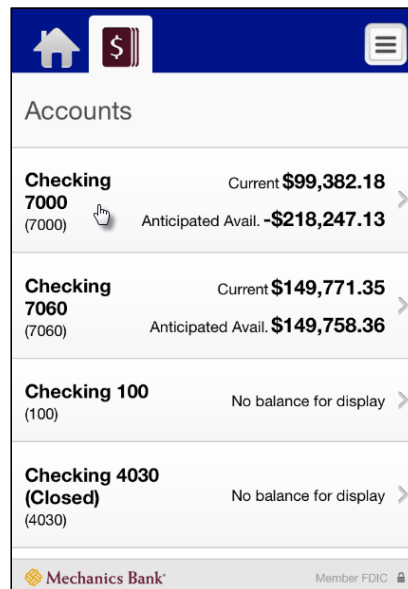 $
Accounts
Checking
7000
(7000)
Current $99,382.18
Anticipated Avail. -$218,247.13
Checking
7060
(7060)
Current $149,771.35
Anticipated Avail. $149,758.36
Checking 100
(100)
No balance for display
Checking 4030
(Closed)
(4030)
No balance for display
Mechanics Bank
Member FDIC